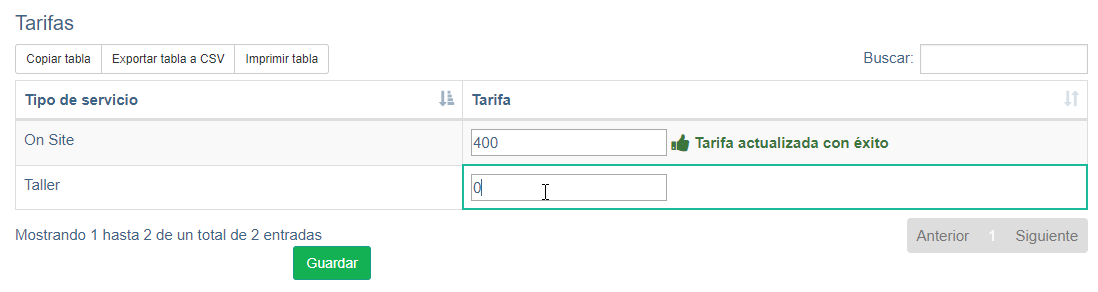 Tarifas
Copiar tabla Exportar tabla a CSV Imprimir tabla Buscar:
Tipo de servicio Tarifa
On Site 400 Tarifa actualizada con éxito
Taller 0
Mostrando 1 hasta 2 de un total de 2 entradas Anterior 1 Siguiente
Guardar